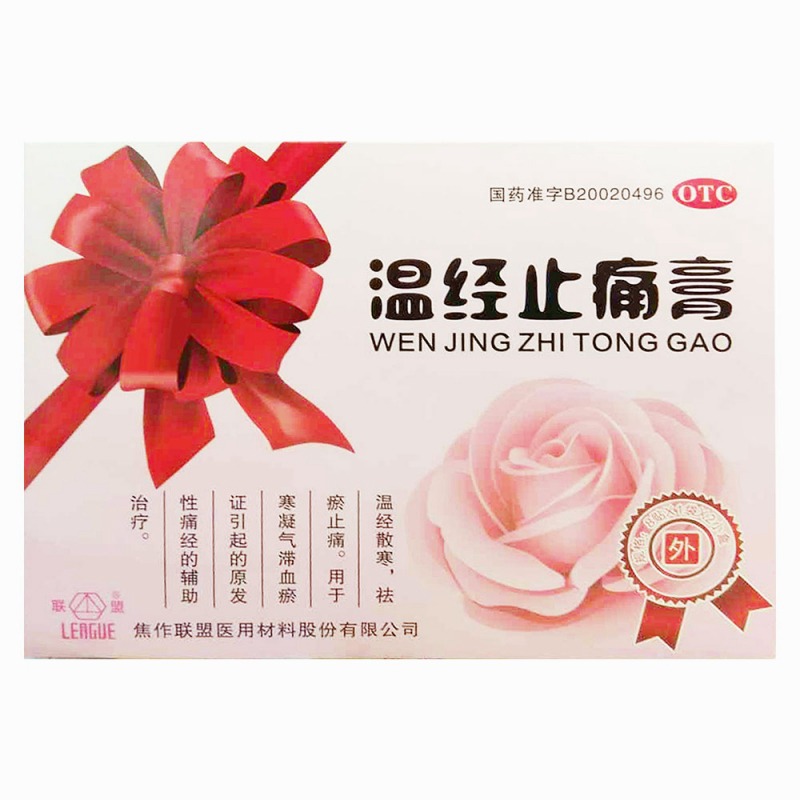 国药准字B20020496 OTC
温经止痛膏
WEN JING ZHI TONG GAO
温经散寒，祛
瘀止痛。用于
寒凝气滞血瘀
证引起的原发
性痛经的辅助
治疗。
外
联盟®
LEAGUE
焦作联盟医用材料股份有限公司